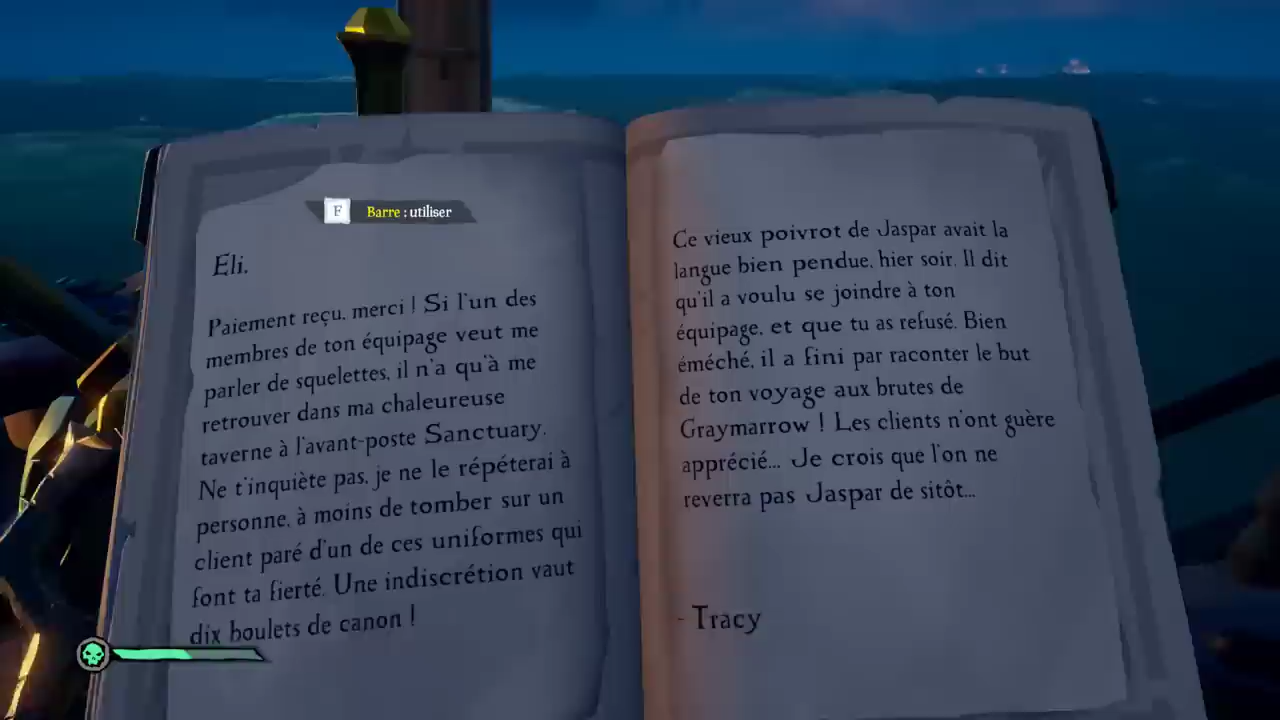 F
Barre : utiliser
Eli,
Paiement reçu, merci ! Si l'un des
membres de ton équipage veut me
parler de squelettes, il n'a qu'à me
retrouver dans ma chaleureuse
taverne à l'avant-poste Sanctuary.
Ne t'inquiète pas, je ne le répéterai à
personne, à moins de tomber sur un
client paré d'un de ces uniformes qui
font ta fierté. Une indiscrétion vaut
dix boulets de canon !
Ce vieux poivrot de Jaspar avait la
langue bien pendue, hier soir. Il dit
qu'il a voulu se joindre à ton
équipage, et que tu as refusé. Bien
éméché, il a fini par raconter le but
de ton voyage aux brutes de
Graymarrow ! Les clients n'ont guère
apprécié... Je crois que l'on ne
reverra pas Jaspar de sitôt...
- Tracy